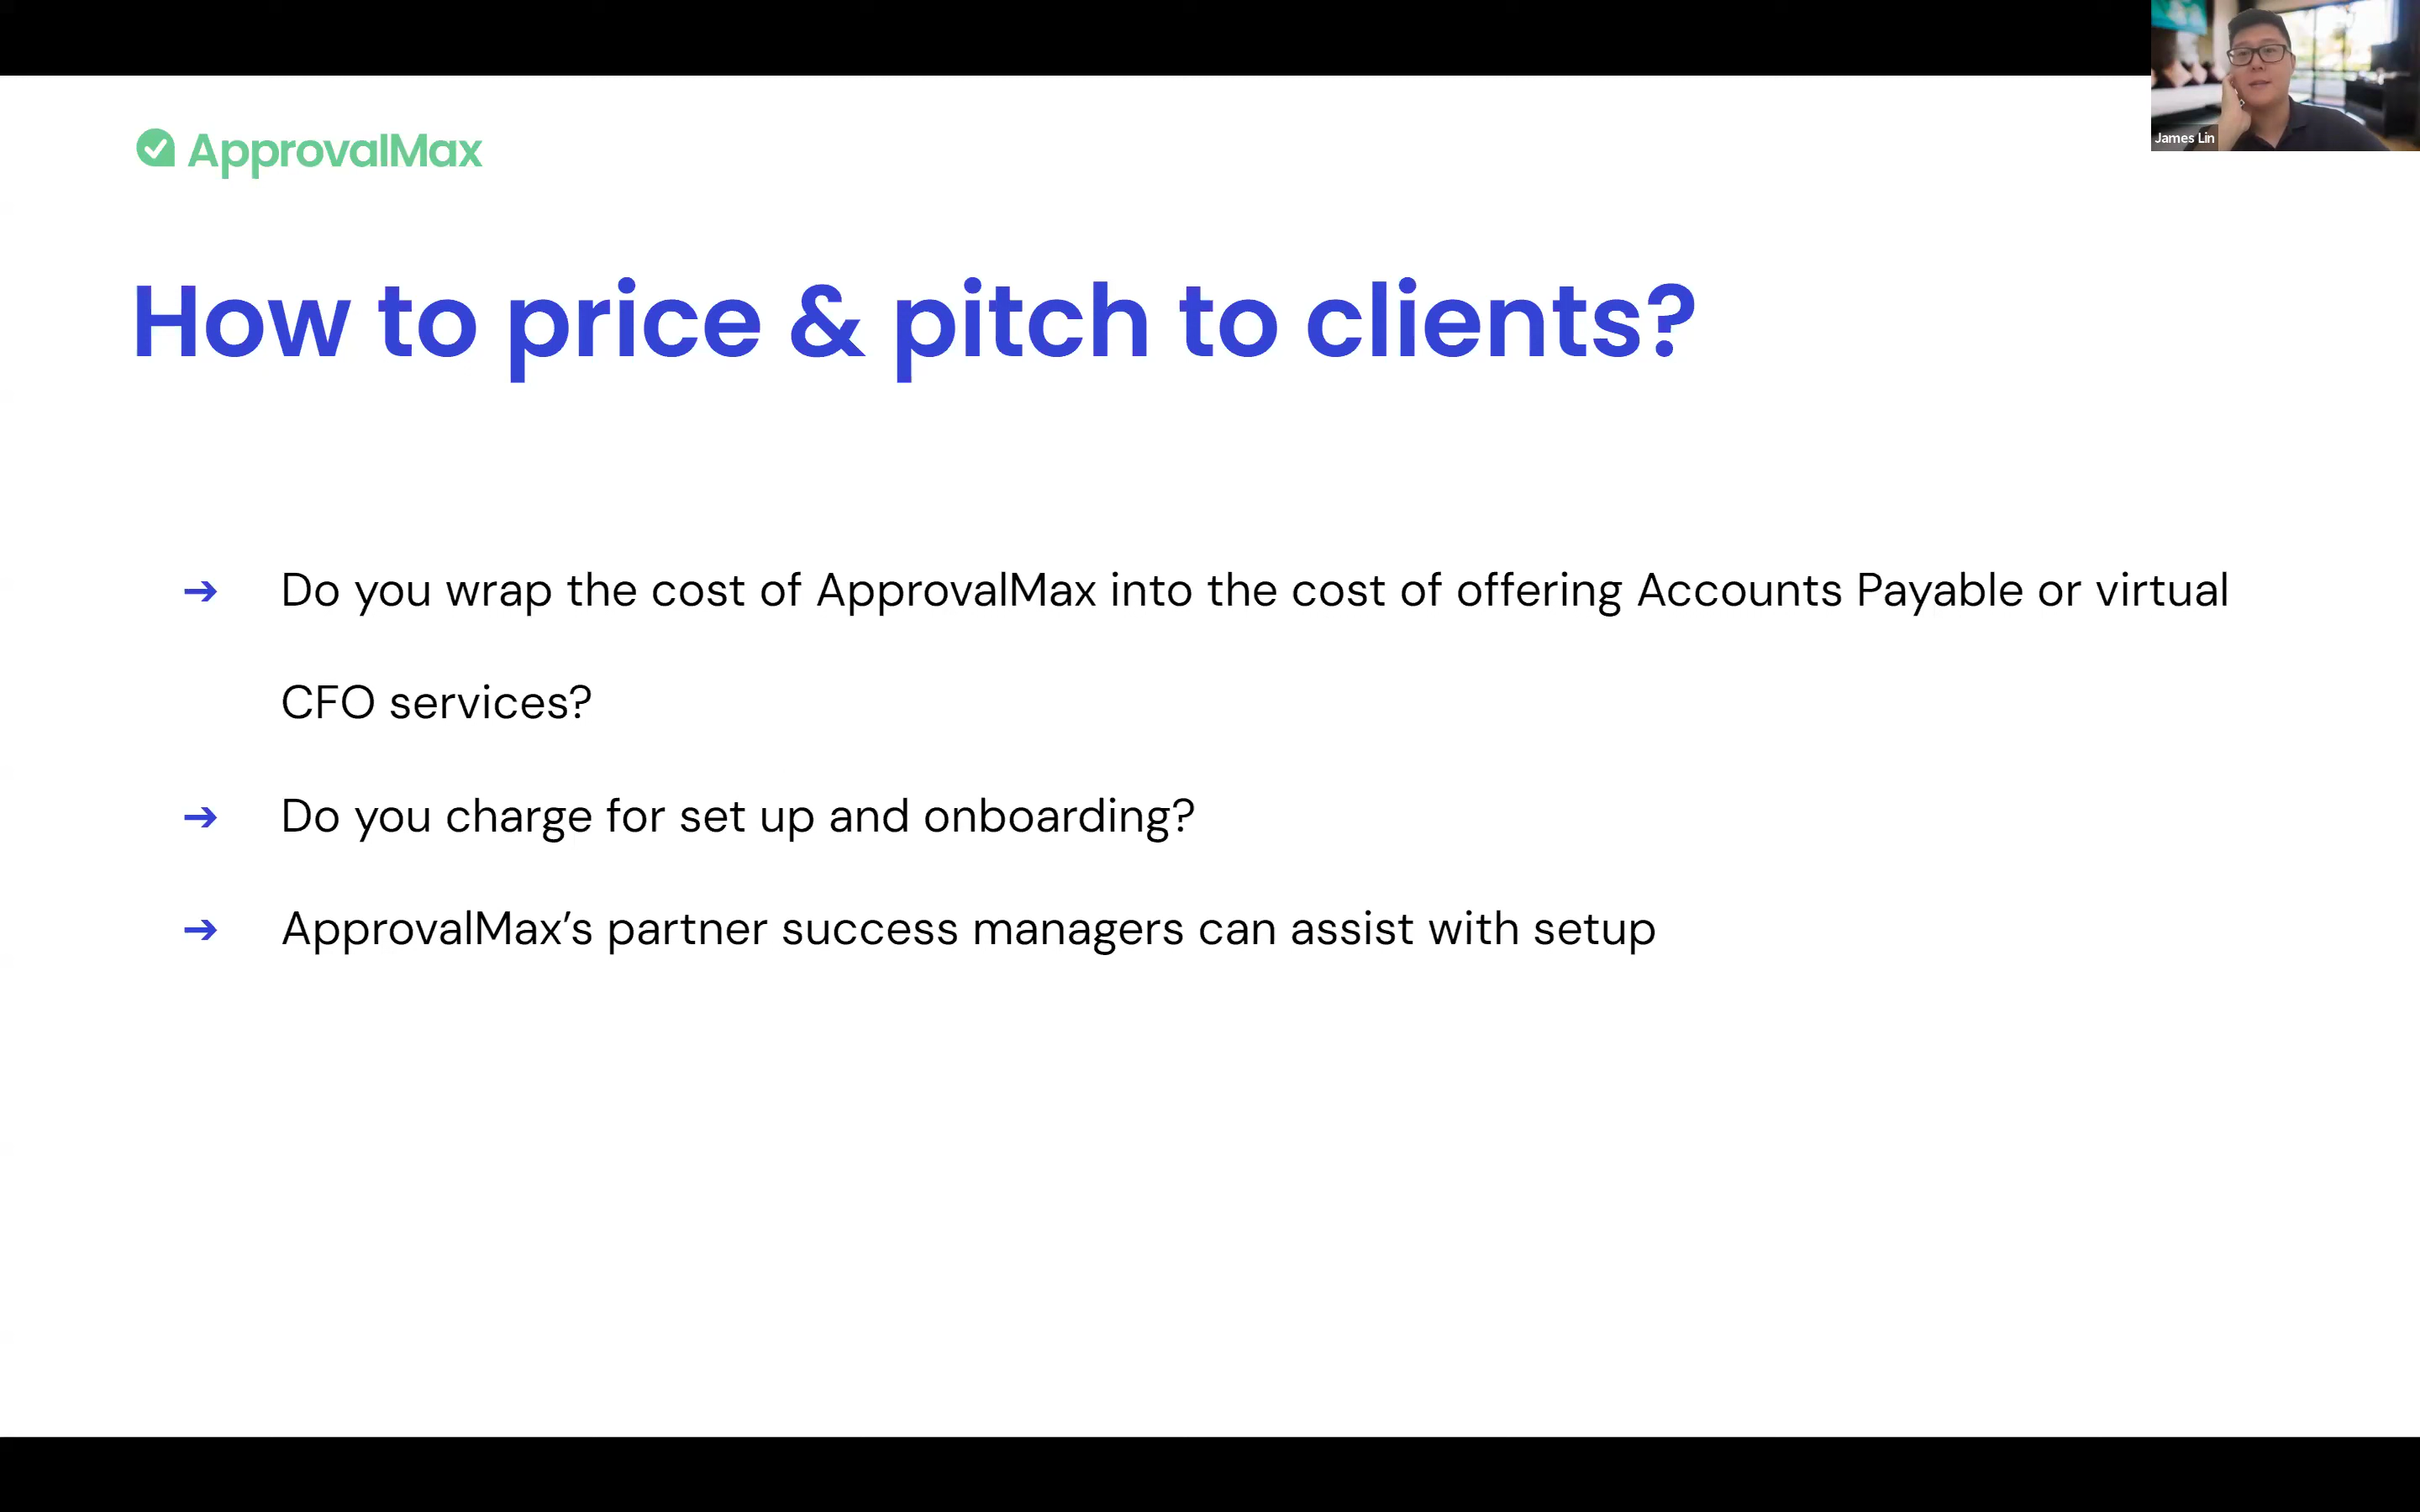 James Lin
ApprovalMax
How to price & pitch to clients?
➔ Do you wrap the cost of ApprovalMax into the cost of offering Accounts Payable or virtual
CFO services?
➔ Do you charge for set up and onboarding?
➔ ApprovalMax’s partner success managers can assist with setup